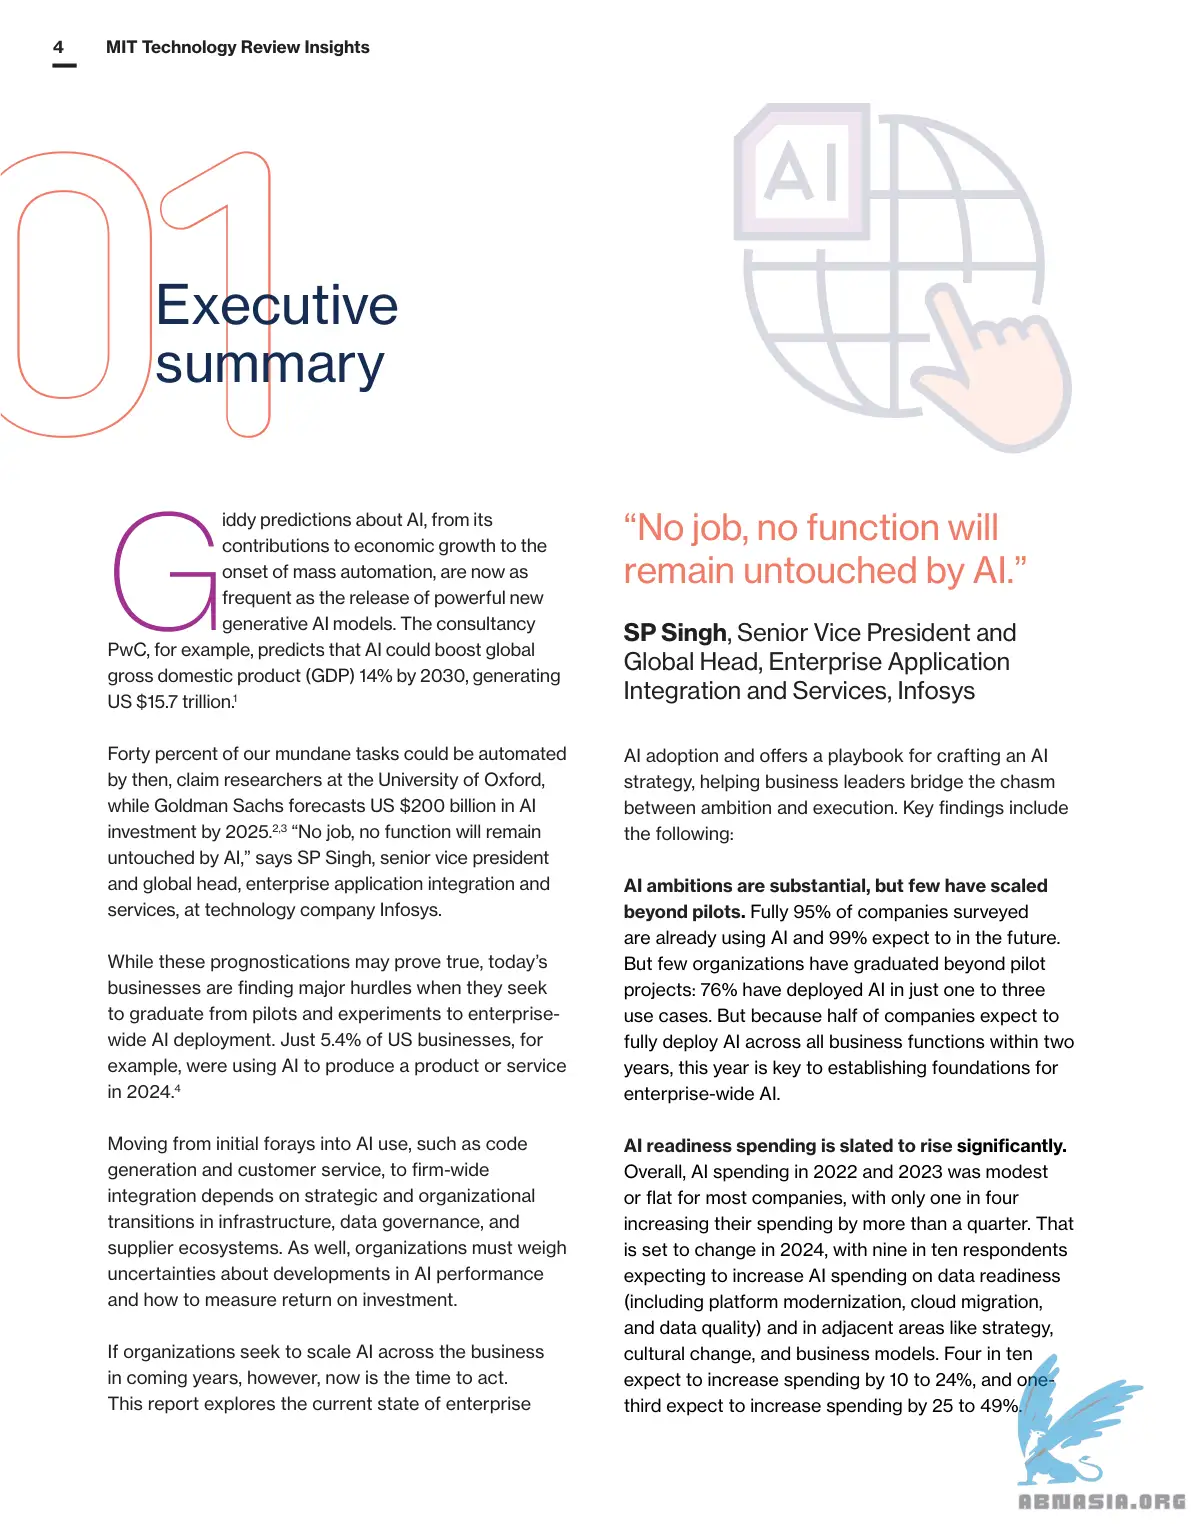 4 MIT Technology Review Insights
AI
01
Executive
summary
Giddy predictions about AI, from its
contributions to economic growth to the
onset of mass automation, are now as
frequent as the release of powerful new
generative AI models. The consultancy
PwC, for example, predicts that AI could boost global
gross domestic product (GDP) 14% by 2030, generating
US $15.7 trillion.1
Forty percent of our mundane tasks could be automated
by then, claim researchers at the University of Oxford,
while Goldman Sachs forecasts US $200 billion in AI
investment by 2025.2,3 “No job, no function will remain
untouched by AI,” says SP Singh, senior vice president
and global head, enterprise application integration and
services, at technology company Infosys.
While these prognostications may prove true, today’s
businesses are finding major hurdles when they seek
to graduate from pilots and experiments to enterprise-
wide AI deployment. Just 5.4% of US businesses, for
example, were using AI to produce a product or service
in 2024.4
Moving from initial forays into AI use, such as code
generation and customer service, to firm-wide
integration depends on strategic and organizational
transitions in infrastructure, data governance, and
supplier ecosystems. As well, organizations must weigh
uncertainties about developments in AI performance
and how to measure return on investment.
If organizations seek to scale AI across the business
in coming years, however, now is the time to act.
This report explores the current state of enterprise
“No job, no function will
remain untouched by AI.”
SP Singh, Senior Vice President and
Global Head, Enterprise Application
Integration and Services, Infosys
AI adoption and offers a playbook for crafting an AI
strategy, helping business leaders bridge the chasm
between ambition and execution. Key findings include
the following:
AI ambitions are substantial, but few have scaled
beyond pilots. Fully 95% of companies surveyed
are already using AI and 99% expect to in the future.
But few organizations have graduated beyond pilot
projects: 76% have deployed AI in just one to three
use cases. But because half of companies expect to
fully deploy AI across all business functions within two
years, this year is key to establishing foundations for
enterprise-wide AI.
AI readiness spending is slated to rise significantly.
Overall, AI spending in 2022 and 2023 was modest
or flat for most companies, with only one in four
increasing their spending by more than a quarter. That
is set to change in 2024, with nine in ten respondents
expecting to increase AI spending on data readiness
(including platform modernization, cloud migration,
and data quality) and in adjacent areas like strategy,
cultural change, and business models. Four in ten
expect to increase spending by 10 to 24%, and one-
third expect to increase spending by 25 to 49%.
ABNASIA.ORG